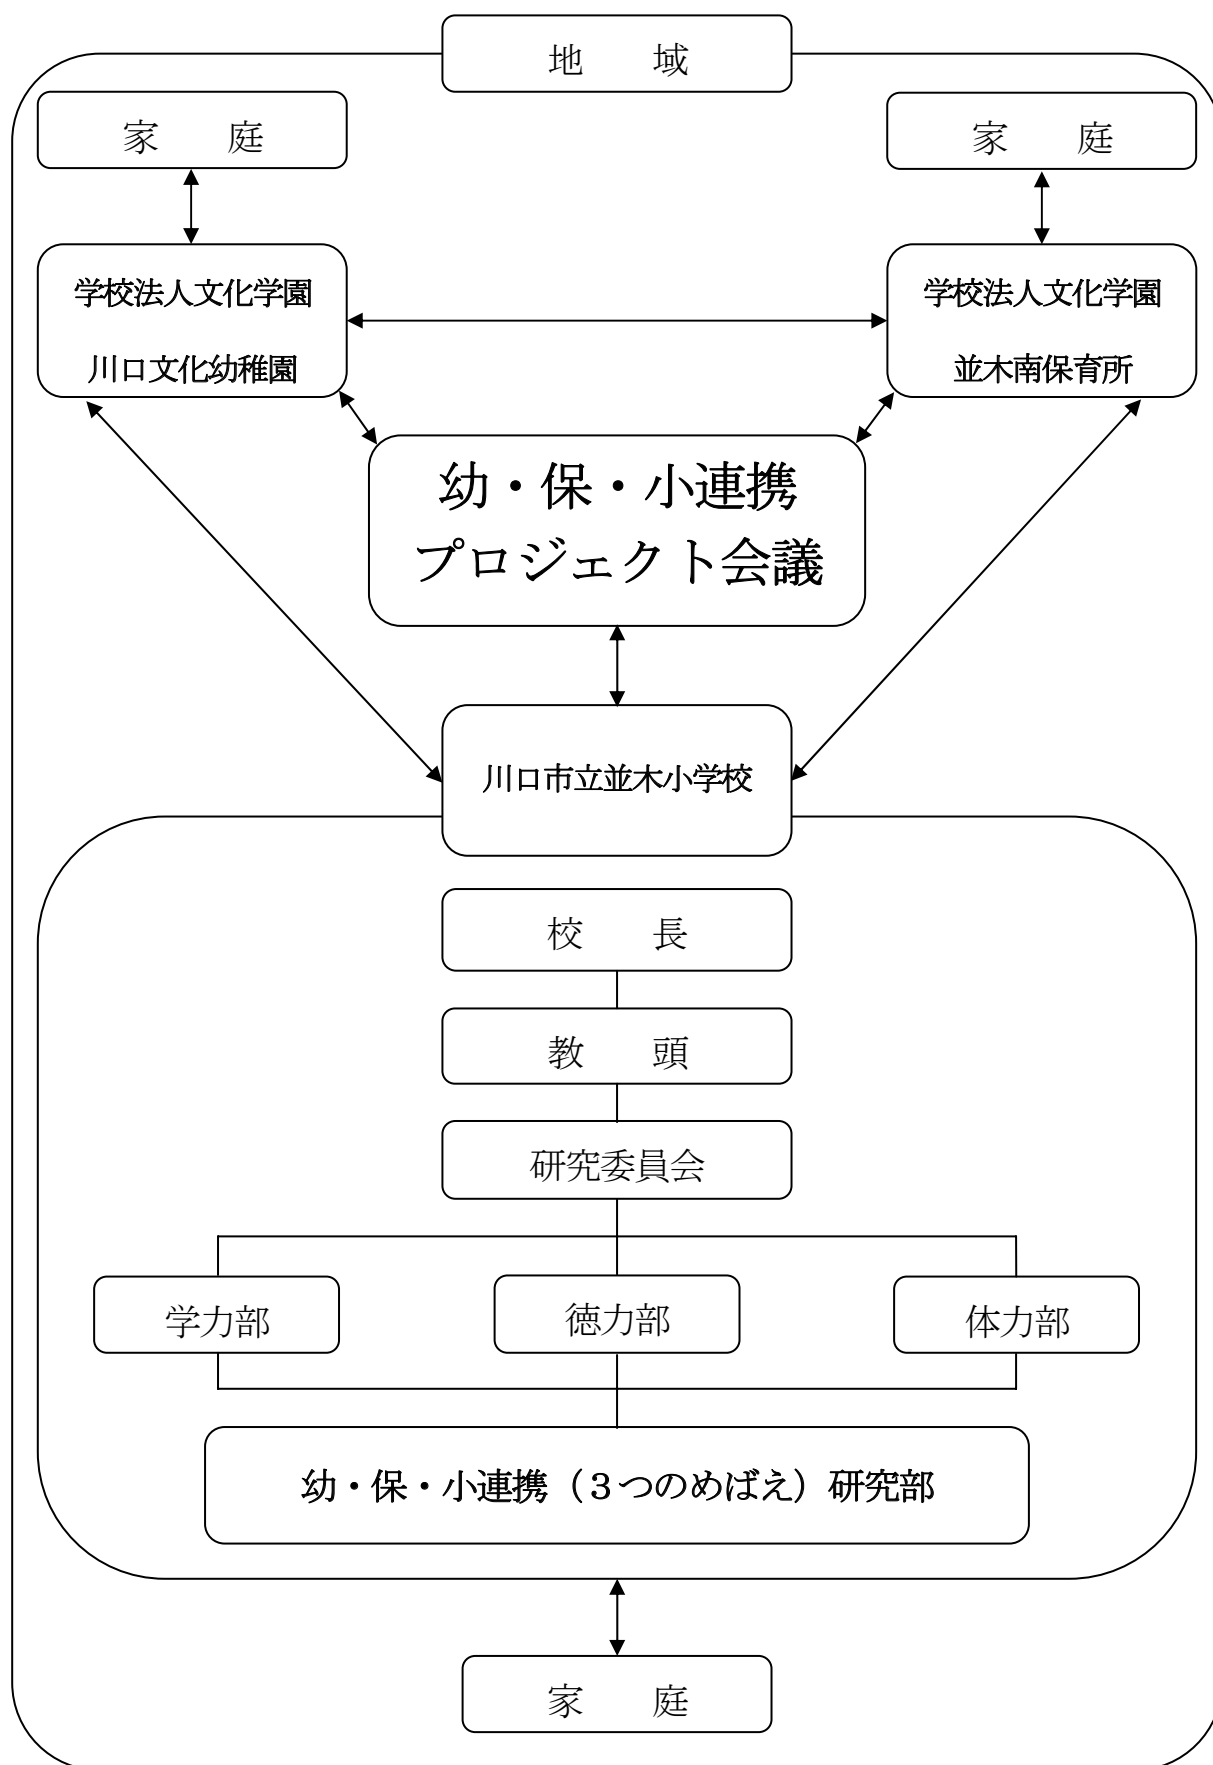 地　　域
家　　庭
家　　庭
学校法人文化学園
川口文化幼稚園
学校法人文化学園
並木南保育所
幼・保・小連携
プロジェクト会議
川口市立並木小学校
校　　長
教　　頭
研究委員会
学力部
徳力部
体力部
幼・保・小連携（３つのめばえ）研究部
家　　庭